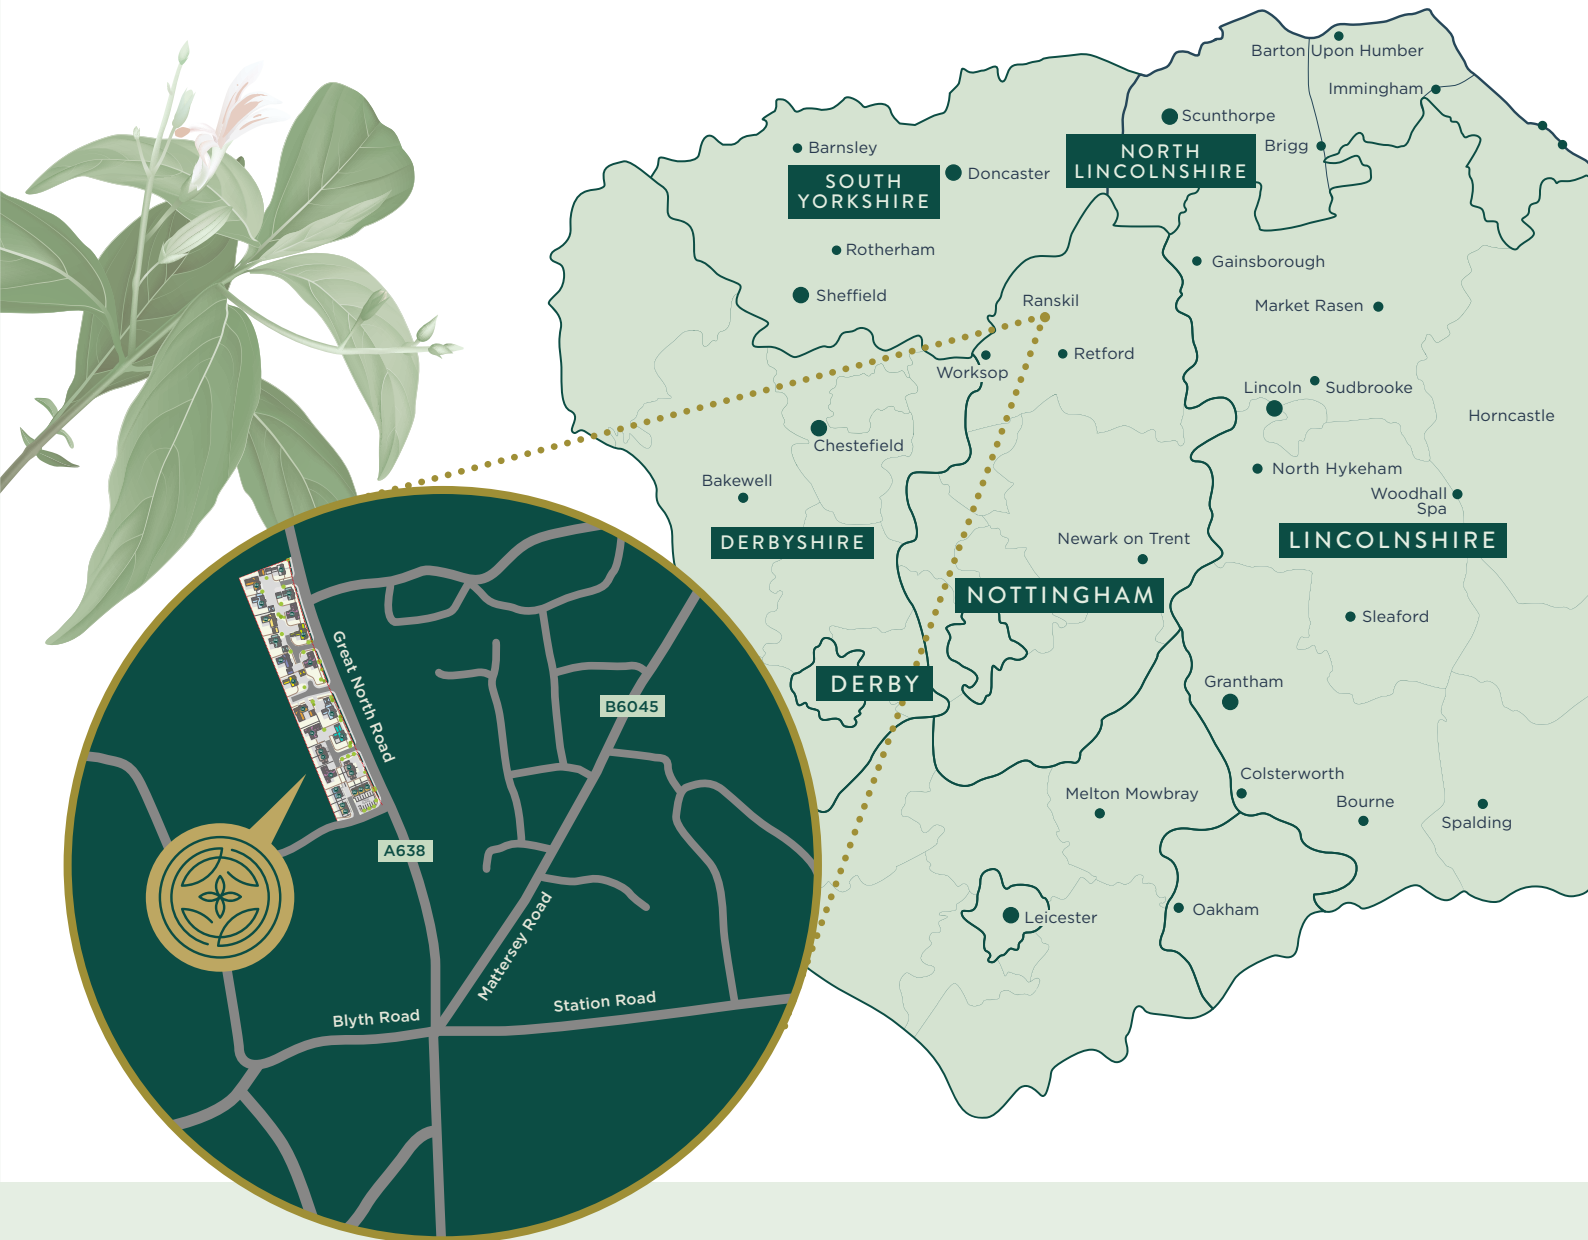 Barton Upon Humber
Immingham
Scunthorpe
Brigg
NORTH
LINCOLNSHIRE
Barnsley
Doncaster
SOUTH
YORKSHIRE
Rotherham
Sheffield
Gainsborough
Market Rasen
Ranskil
Retford
Worksop
Lincoln
Sudbrooke
Horncastle
Chestefield
Bakewell
North Hykeham
Woodhall
Spa
DERBYSHIRE
Newark on Trent
LINCOLNSHIRE
NOTTINGHAM
Sleaford
DERBY
Grantham
Colsterworth
Melton Mowbray
Bourne
Spalding
Leicester
Oakham
Great North Road
B6045
A638
Mattersey Road
Blyth Road
Station Road